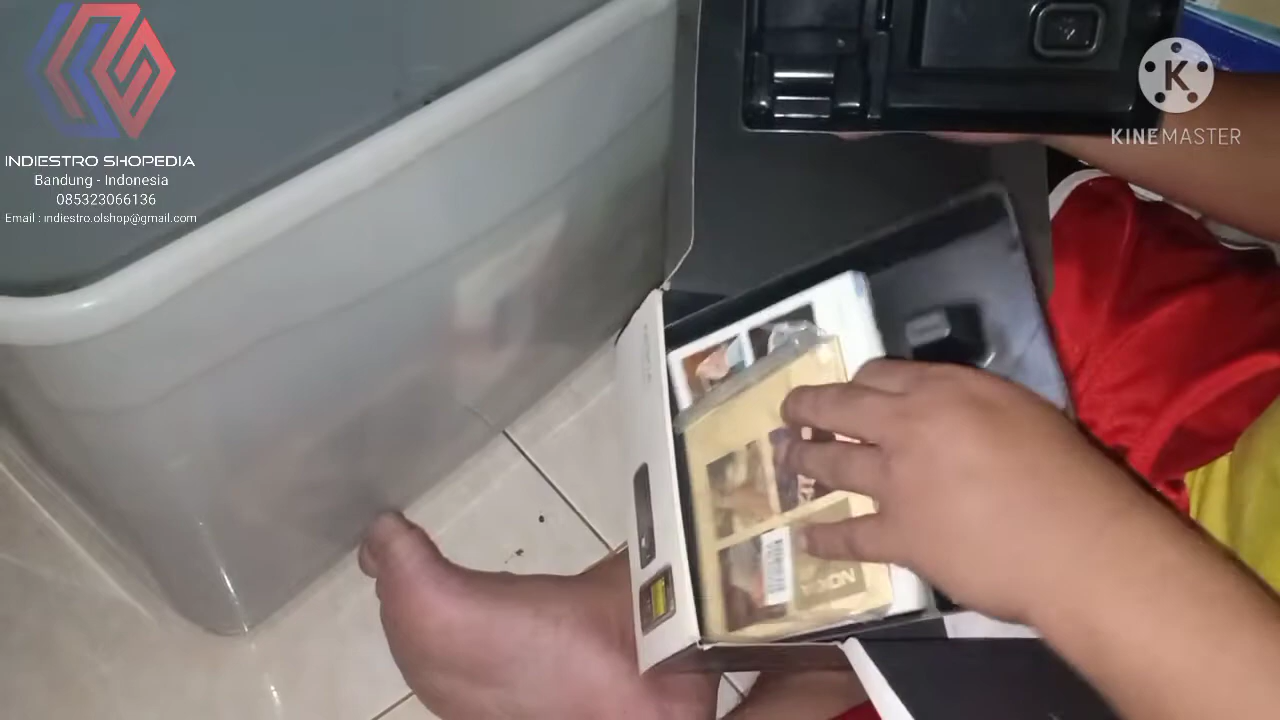 INDIESTRO SHOPEDIA
Bandung - Indonesia
085323066136
Email : indiestro.olshop@gmail.com
K
KINEMASTER